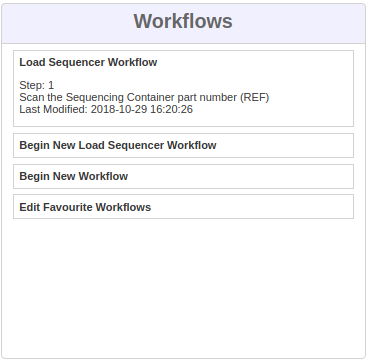 Workflows
Load Sequencer Workflow
Step: 1
Scan the Sequencing Container part number (REF)
Last Modified: 2018-10-29 16:20:26
Begin New Load Sequencer Workflow
Begin New Workflow
Edit Favourite Workflows